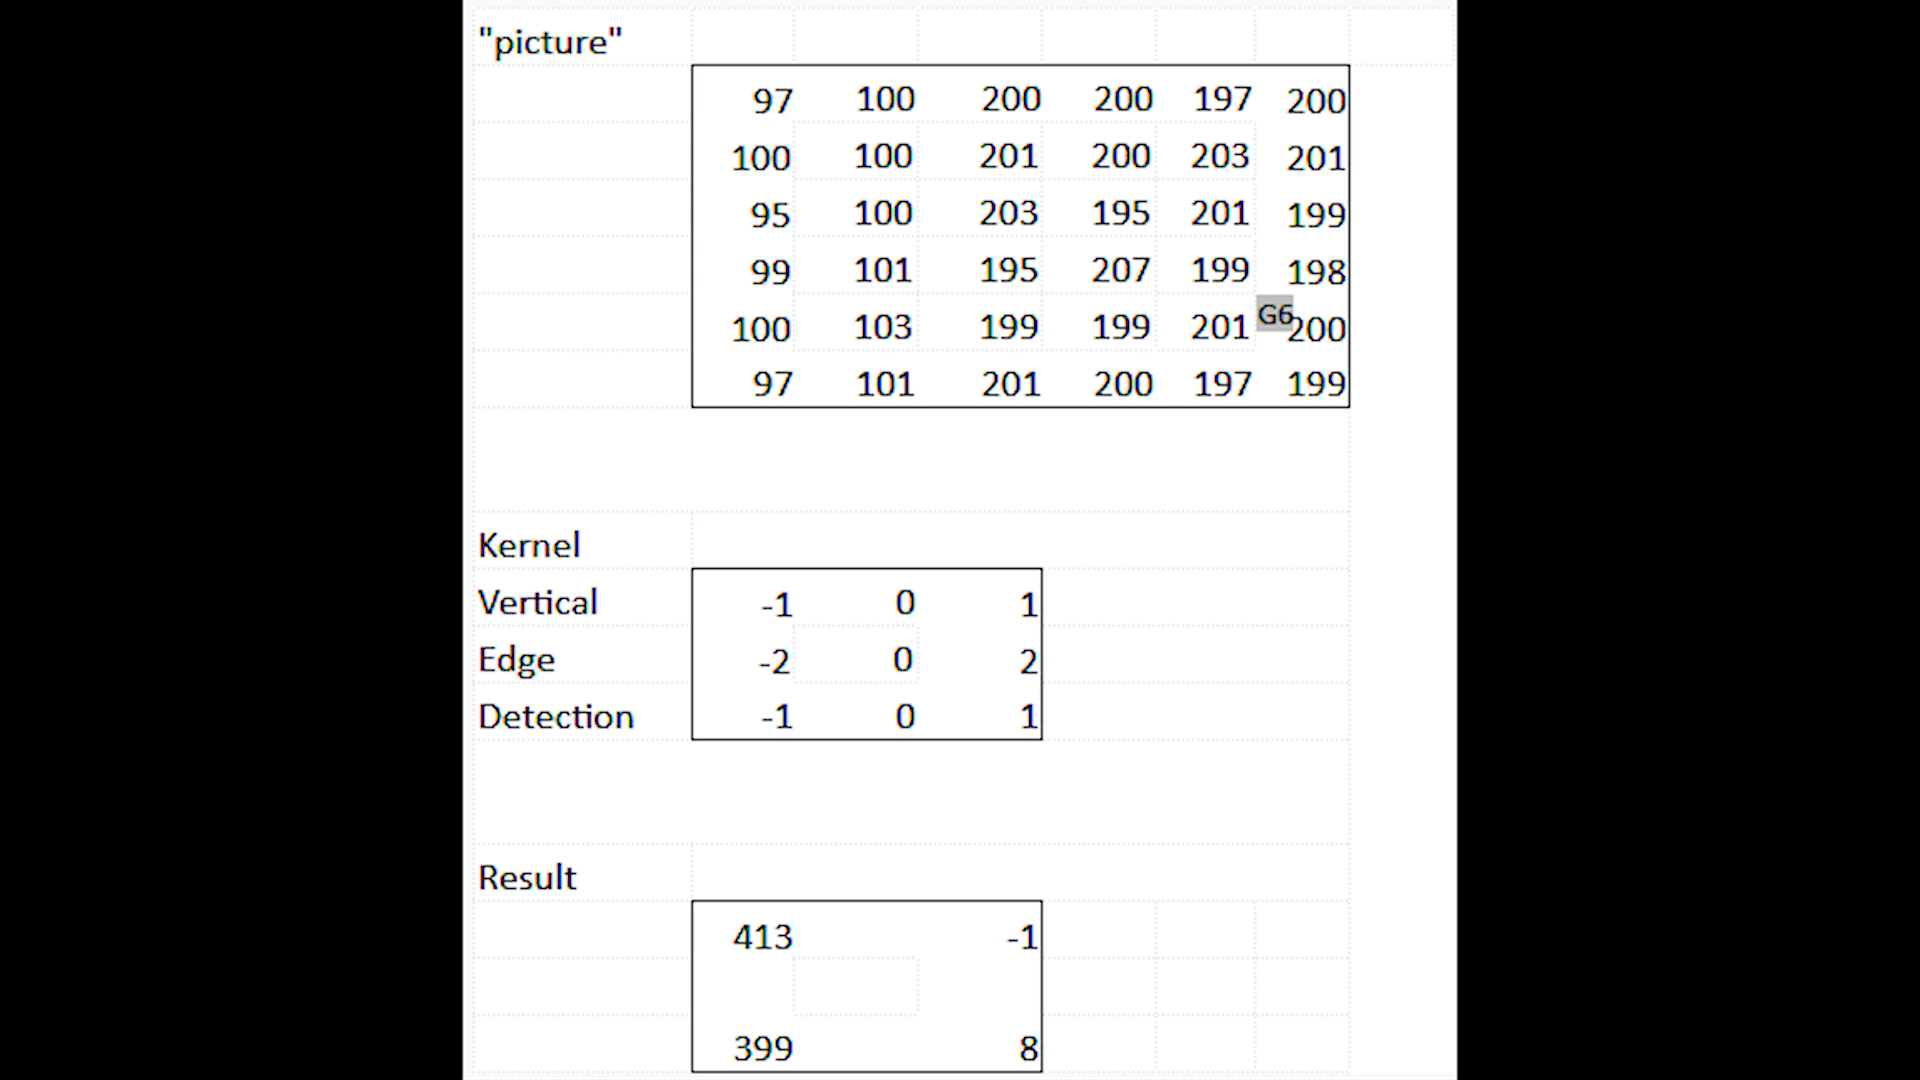 "picture"
97 100 200 200 197 200
100 100 201 200 203 201
95 100 203 195 201 199
99 101 195 207 199 198
100 103 199 199 201 G6 200
97 101 201 200 197 199
Kernel
Vertical -1 0 1
Edge -2 0 2
Detection -1 0 1
Result
413 -1
399 8